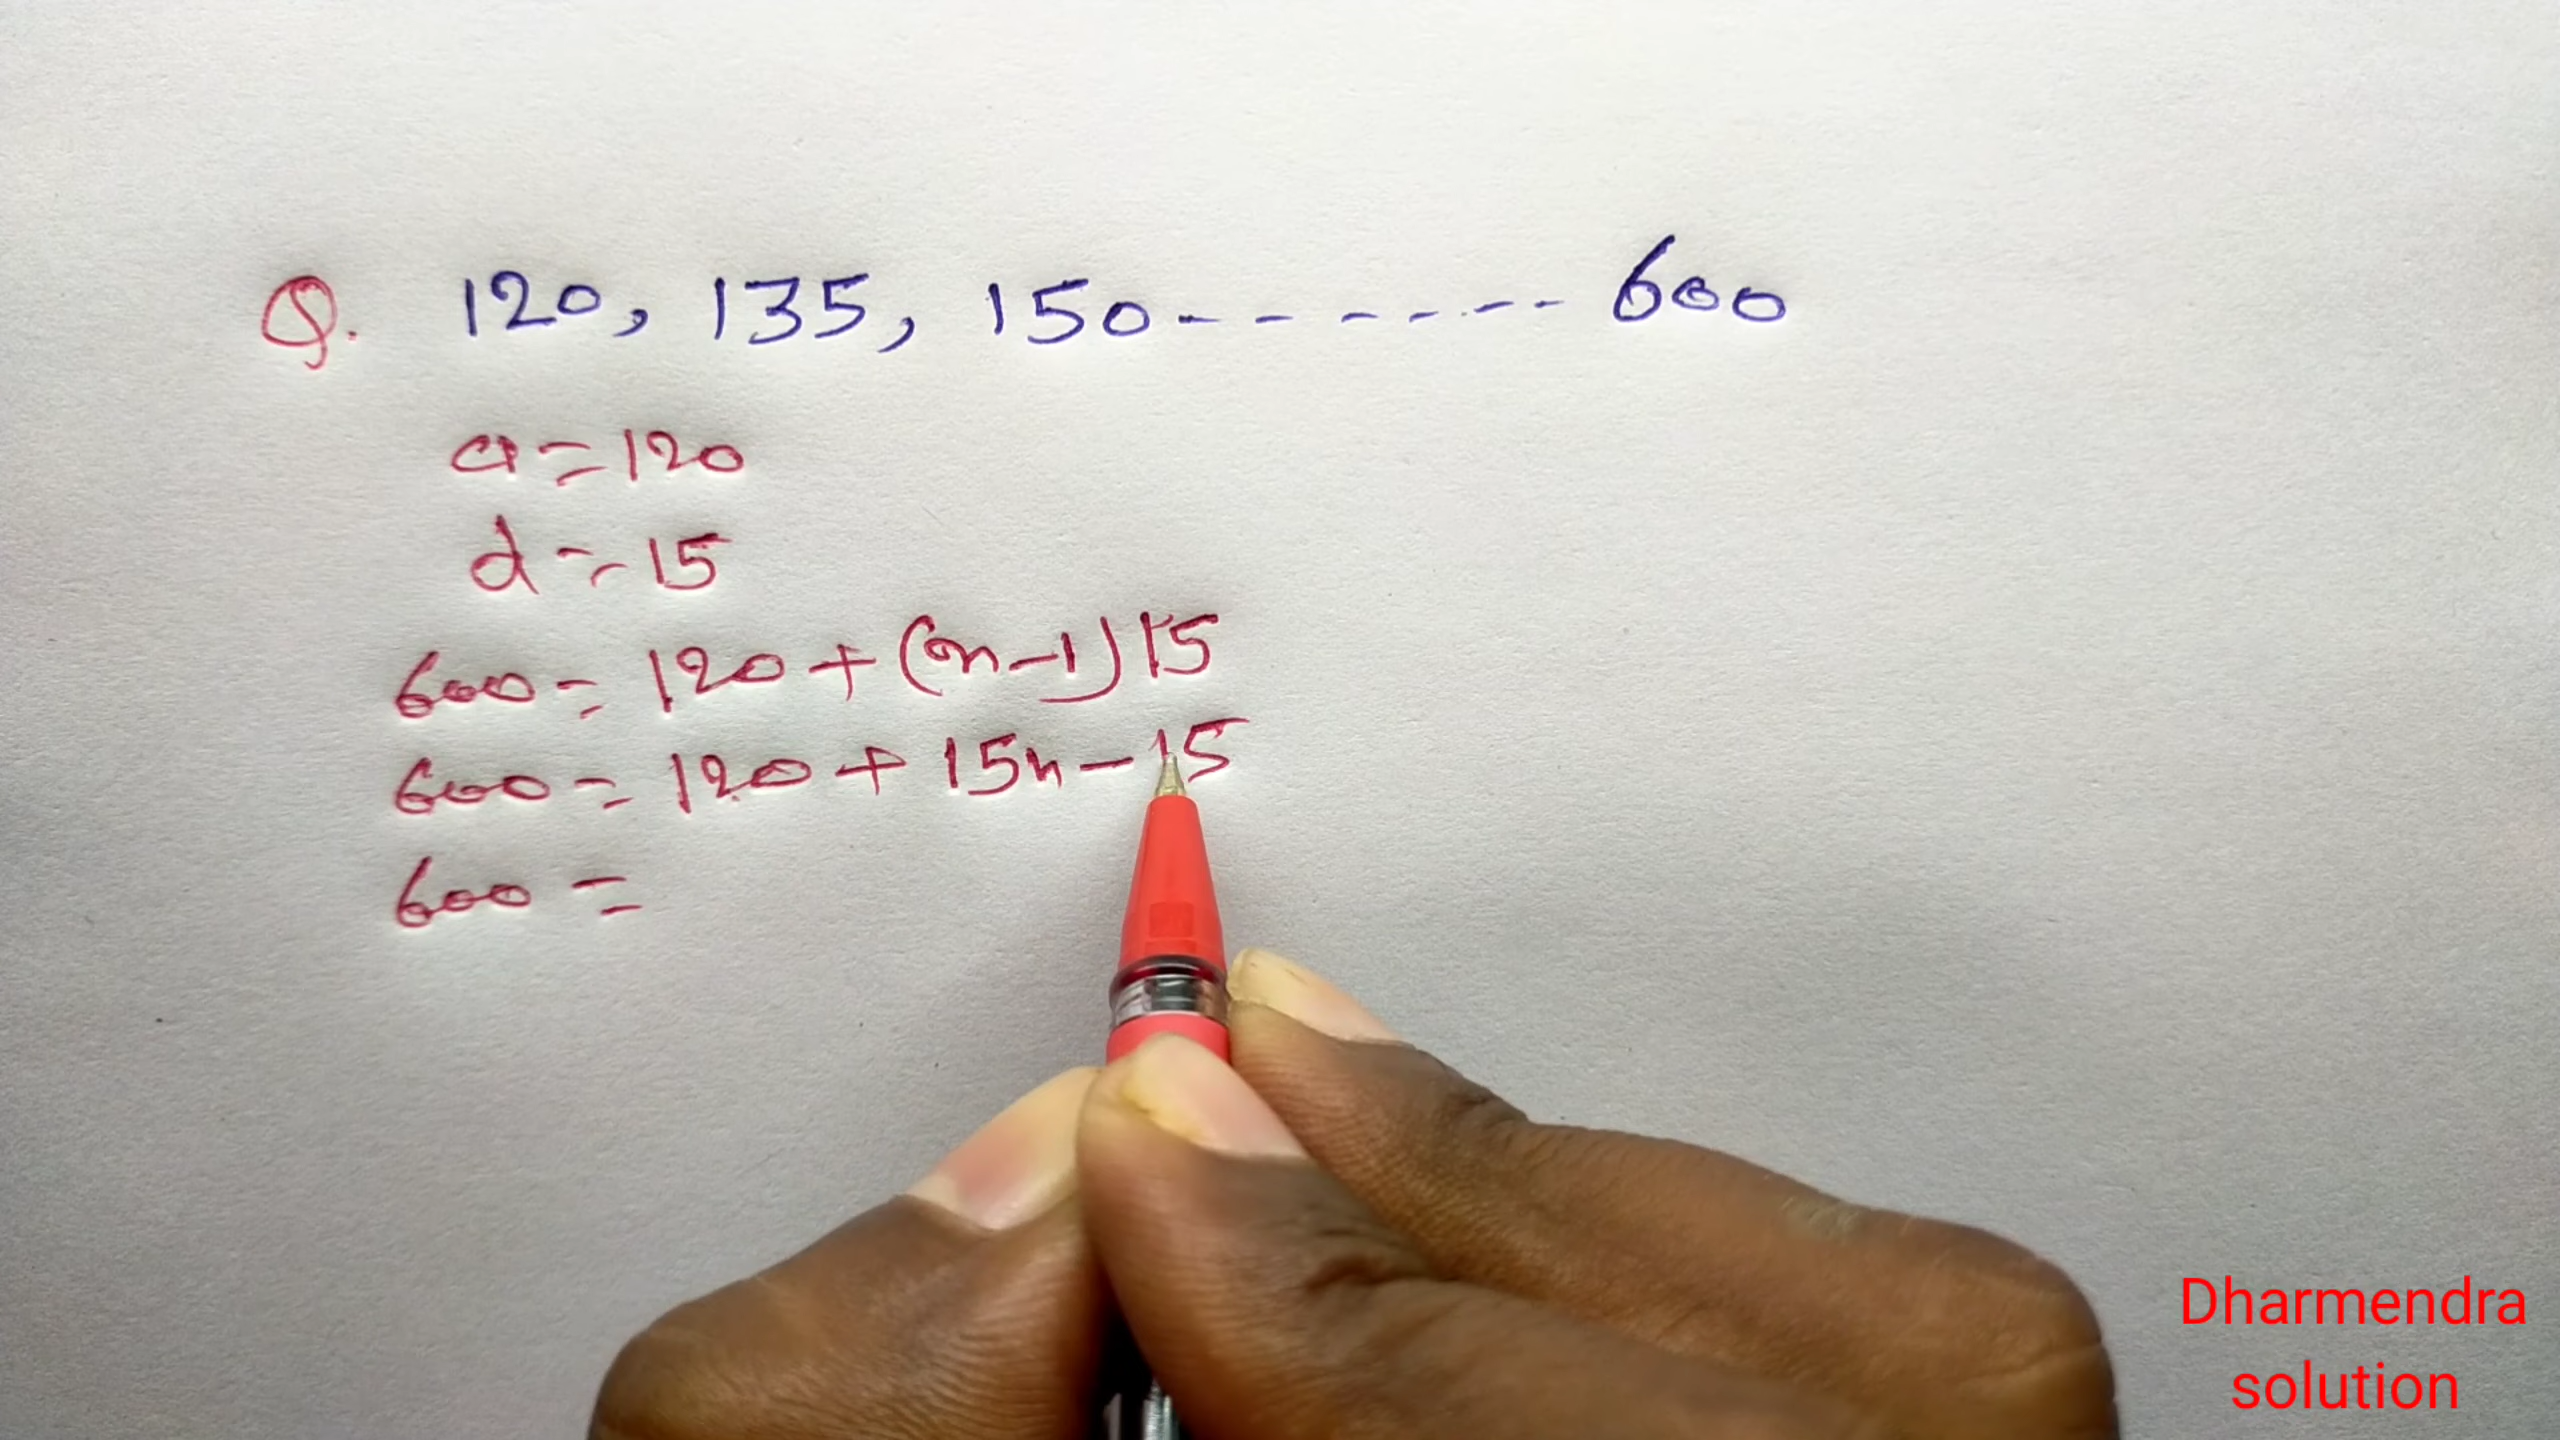 Q. 120, 135, 150------- 600
a = 120
d = 15
600 = 120 + (n-1) 15
600 = 120 + 15n - 15
600 =
Dharmendra
solution